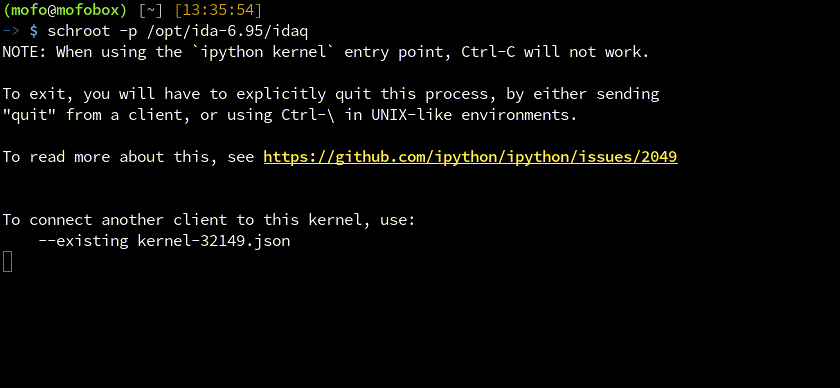 (mofo@mofobox) [~] [13:35:54]
-> $ schroot -p /opt/ida-6.95/idaq
NOTE: When using the `ipython kernel` entry point, Ctrl-C will not work.
To exit, you will have to explicitly quit this process, by either sending
"quit" from a client, or using Ctrl-\ in UNIX-like environments.
To read more about this, see https://github.com/ipython/ipython/issues/2049
To connect another client to this kernel, use:
    --existing kernel-32149.json